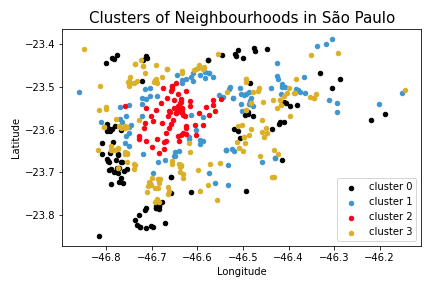 Clusters of Neighbourhoods in São Paulo
Latitude
−23.4
−23.5
−23.6
−23.7
−23.8
−46.8 −46.7 −46.6 −46.5 −46.4 −46.3 −46.2
Longitude
cluster 0
cluster 1
cluster 2
cluster 3